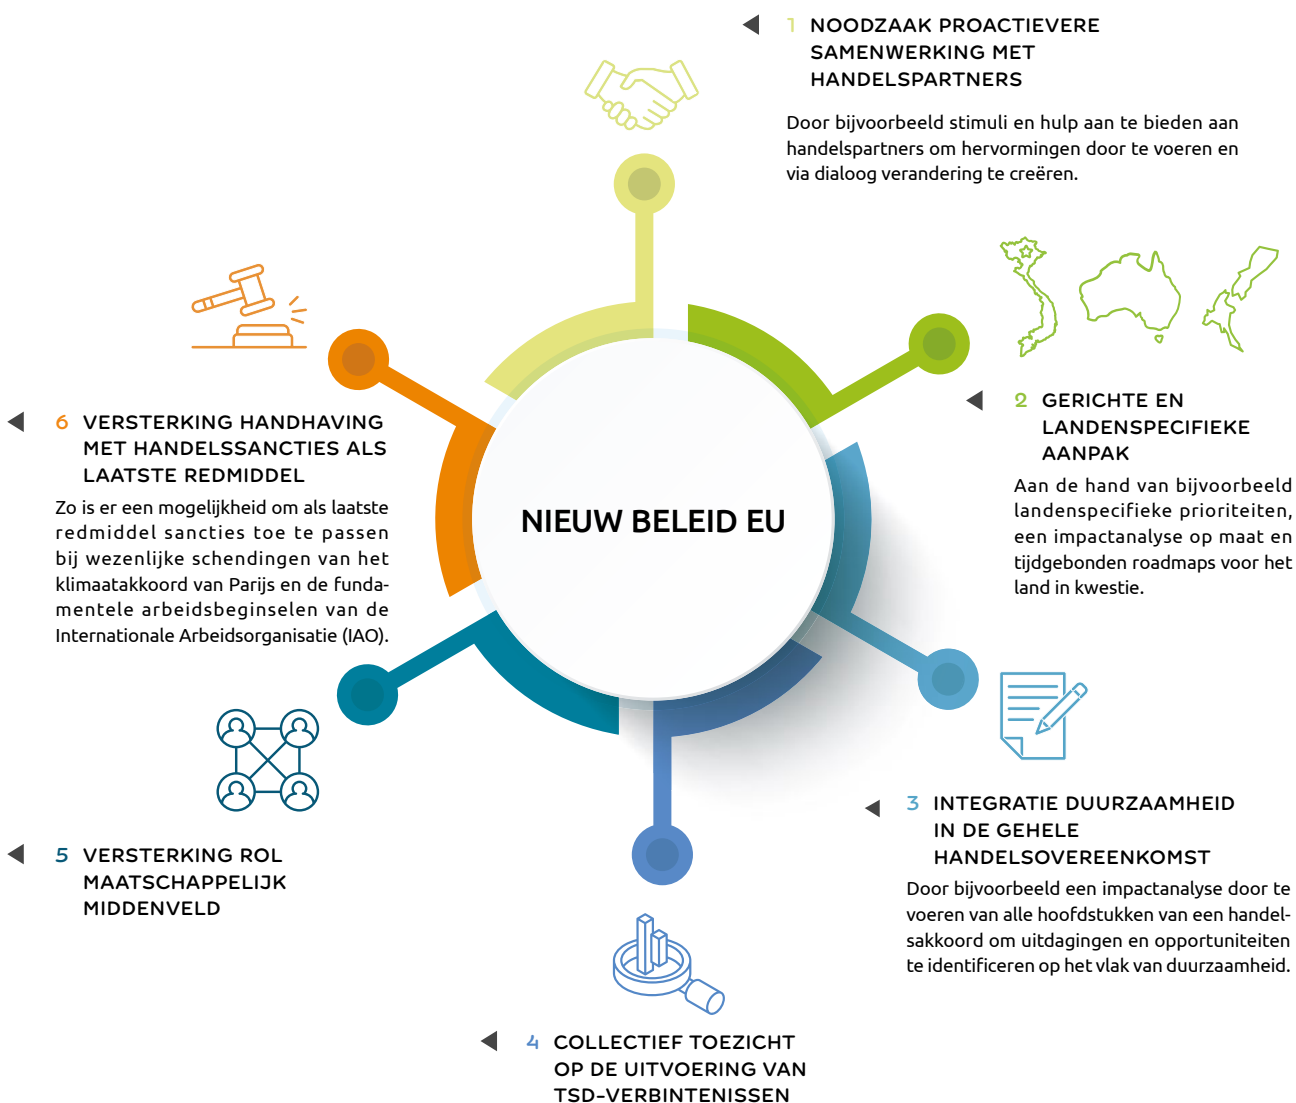 1 NOODZAAK PROACTIEVERE
SAMENWERKING MET
HANDELSPARTNERS
Door bijvoorbeeld stimuli en hulp aan te bieden aan
handelspartners om hervormingen door te voeren en
via dialoog verandering te creëren.
2 GERICHTE EN
LANDENSPECIFIEKE
AANPAK
Aan de hand van bijvoorbeeld
landenspecifieke prioriteiten,
een impactanalyse op maat en
tijdgebonden roadmaps voor het
land in kwestie.
NIEUW BELEID EU
3 INTEGRATIE DUURZAAMHEID
IN DE GEHELE
HANDELSOVEREENKOMST
Door bijvoorbeeld een impactanalyse door te
voeren van alle hoofdstukken van een handel-
sakkoord om uitdagingen en opportuniteiten
te identificeren op het vlak van duurzaamheid.
4 COLLECTIEF TOEZICHT
OP DE UITVOERING VAN
TSD-VERBINTENISSEN
5 VERSTERKING ROL
MAATSCHAPPELIJK
MIDDENVELD
6 VERSTERKING HANDHAVING
MET HANDELSSANCTIES ALS
LAATSTE REDMIDDEL
Zo is er een mogelijkheid om als laatste
redmiddel sancties toe te passen
bij wezenlijke schendingen van het
klimaatakkoord van Parijs en de funda-
mentele arbeidsbeginselen van de
Internationale Arbeidsorganisatie (IAO).